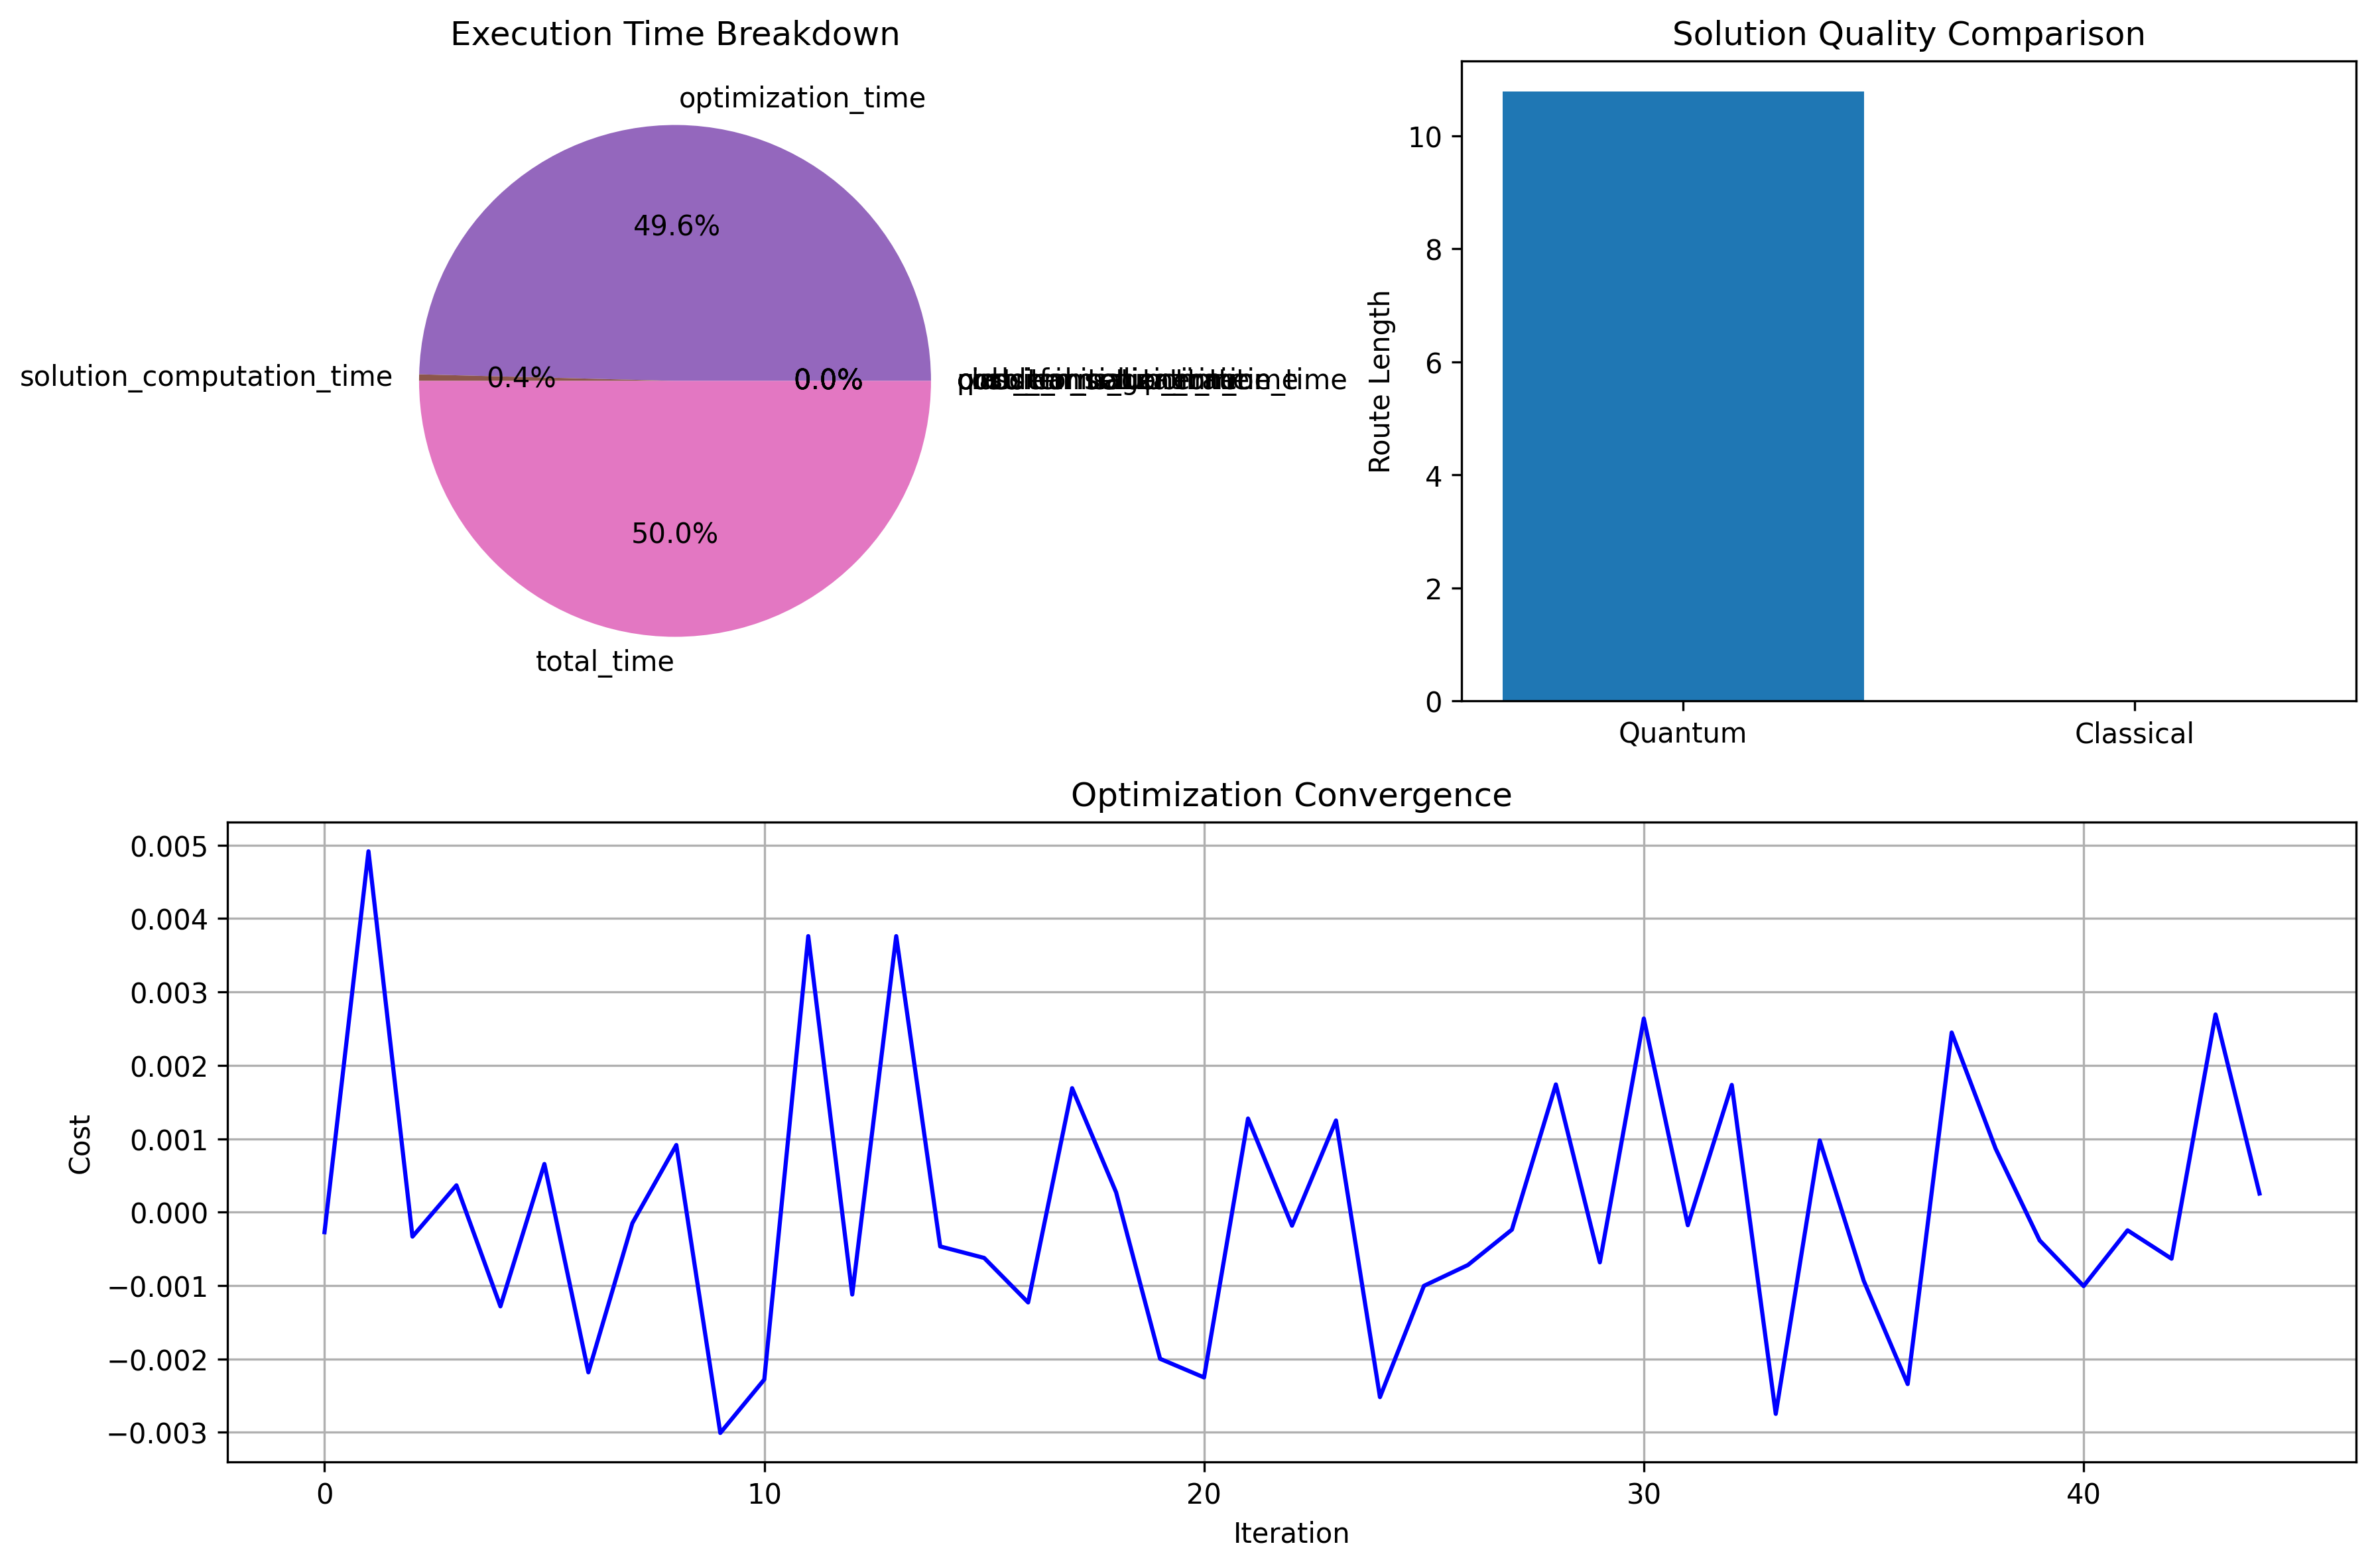 Execution Time Breakdown
optimization_time
49.6%
solution_computation_time
0.4%
0.0%
50.0%
total_time
Solution Quality Comparison
Route Length
10
8
6
4
2
0
Quantum
Classical
Optimization Convergence
Cost
0.005
0.004
0.003
0.002
0.001
0.000
−0.001
−0.002
−0.003
0
10
20
30
40
Iteration